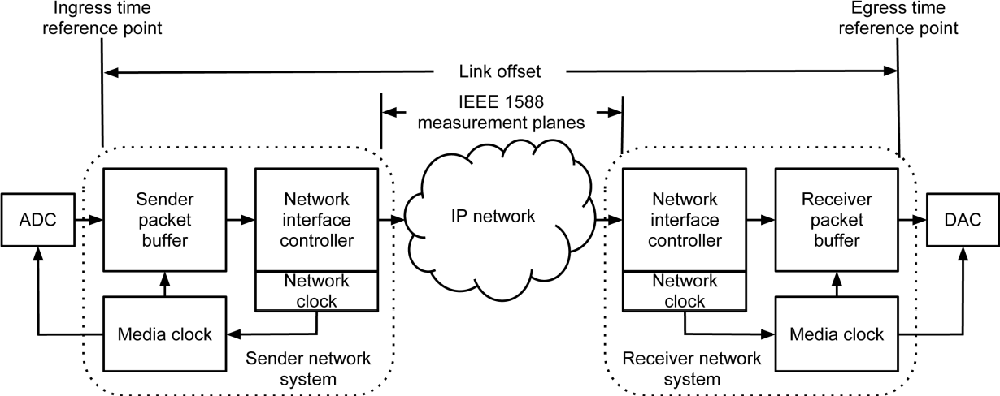 Ingress time
reference point
Egress time
reference point
Link offset
IEEE 1588
measurement planes
ADC
Sender
packet
buffer
Network
interface
controller
IP network
Network
interface
controller
Receiver
packet
buffer
DAC
Network
clock
Network
clock
Media clock
Sender network
system
Receiver network
system
Media clock